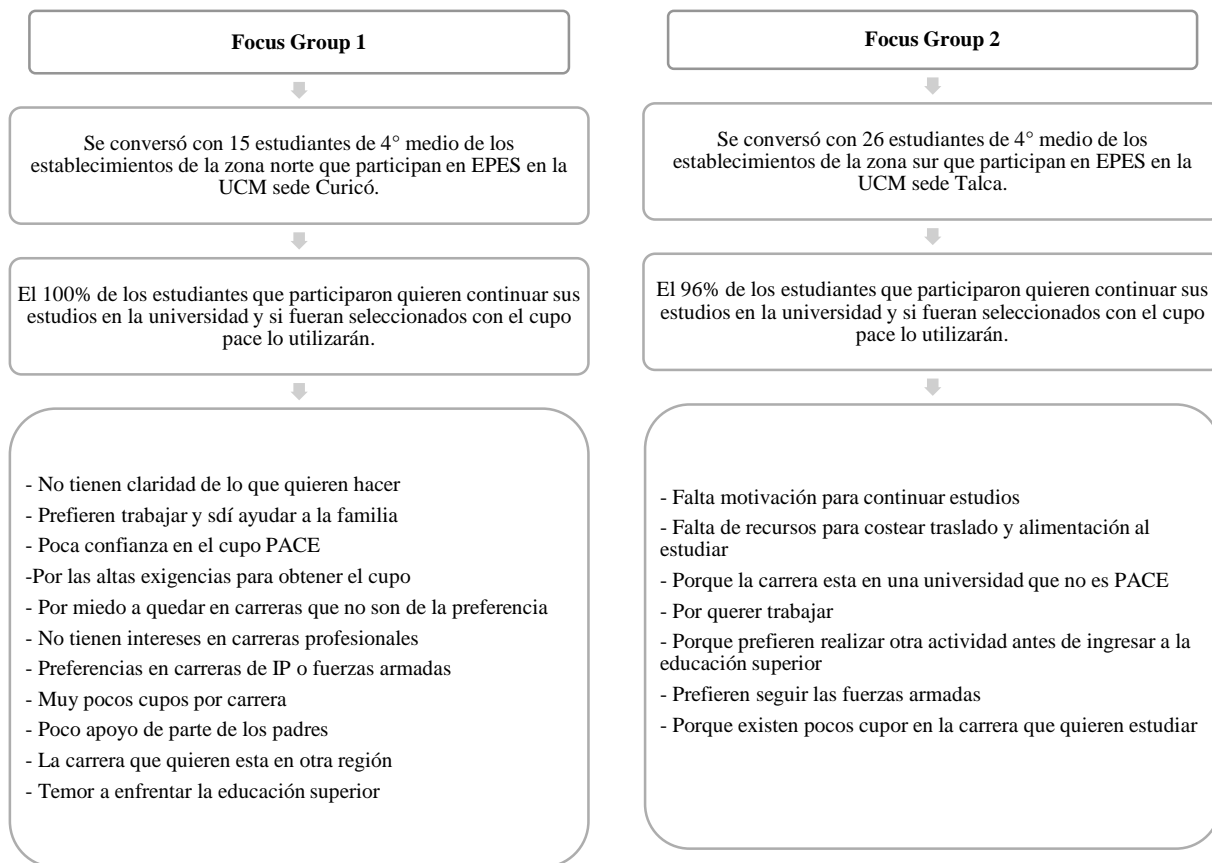 Focus Group 1
Se conversó con 15 estudiantes de 4° medio de los
establecimientos de la zona norte que participan en EPES en la
UCM sede Curicó.
El 100% de los estudiantes que participaron quieren continuar sus
estudios en la universidad y si fueran seleccionados con el cupo
pace lo utilizarán.
- No tienen claridad de lo que quieren hacer
- Prefieren trabajar y sdí ayudar a la familia
- Poca confianza en el cupo PACE
-Por las altas exigencias para obtener el cupo
- Por miedo a quedar en carreras que no son de la preferencia
- No tienen intereses en carreras profesionales
- Preferencias en carreras de IP o fuerzas armadas
- Muy pocos cupos por carrera
- Poco apoyo de parte de los padres
- La carrera que quieren esta en otra región
- Temor a enfrentar la educación superior
Focus Group 2
Se conversó con 26 estudiantes de 4° medio de los
establecimientos de la zona sur que participan en EPES en la
UCM sede Talca.
El 96% de los estudiantes que participaron quieren continuar sus
estudios en la universidad y si fueran seleccionados con el cupo
pace lo utilizarán.
- Falta motivación para continuar estudios
- Falta de recursos para costear traslado y alimentación al
estudiar
- Porque la carrera esta en una universidad que no es PACE
- Por querer trabajar
- Porque prefieren realizar otra actividad antes de ingresar a la
educación superior
- Prefieren seguir las fuerzas armadas
- Porque existen pocos cupor en la carrera que quieren estudiar